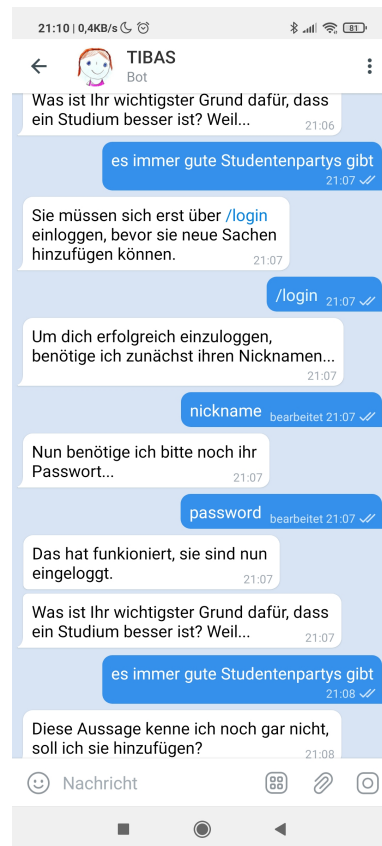 21:10 | 0,4KB/s
81
TIBAS
Bot
Was ist Ihr wichtigster Grund dafür, dass
ein Studium besser ist? Weil...
21:06
es immer gute Studentenpartys gibt
21:07
Sie müssen sich erst über /login
einloggen, bevor sie neue Sachen
hinzufügen können.
21:07
/login 21:07
Um dich erfolgreich einzuloggen,
benötige ich zunächst ihren Nicknamen...
21:07
nickname bearbeitet 21:07
Nun benötige ich bitte noch ihr
Passwort...
21:07
password bearbeitet 21:07
Das hat funkioniert, sie sind nun
eingeloggt.
21:07
Was ist Ihr wichtigster Grund dafür, dass
ein Studium besser ist? Weil...
21:07
es immer gute Studentenpartys gibt
21:08
Diese Aussage kenne ich noch gar nicht,
soll ich sie hinzufügen?
21:08
Nachricht